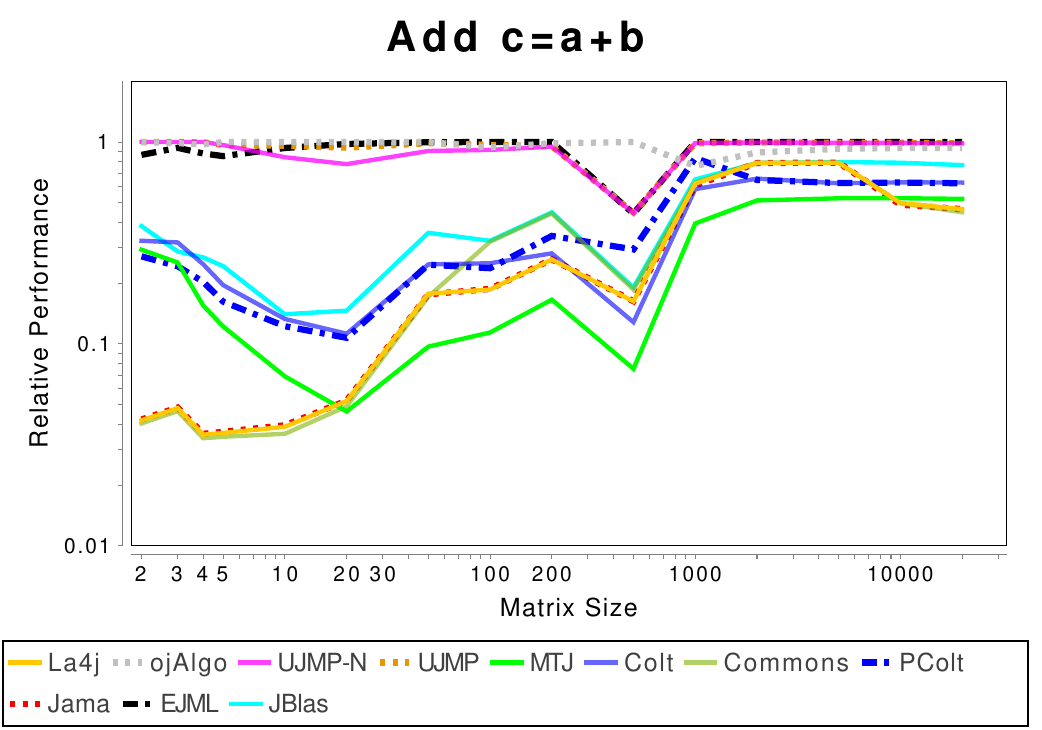 Add c=a+b
Relative Performance
1
0.1
0.01
2 3 4 5 10 20 30 100 200 1000 10000
Matrix Size
La4j ojAlgo UJMP-N UJMP MTJ Colt Commons PColt
Jama EJML JBlas